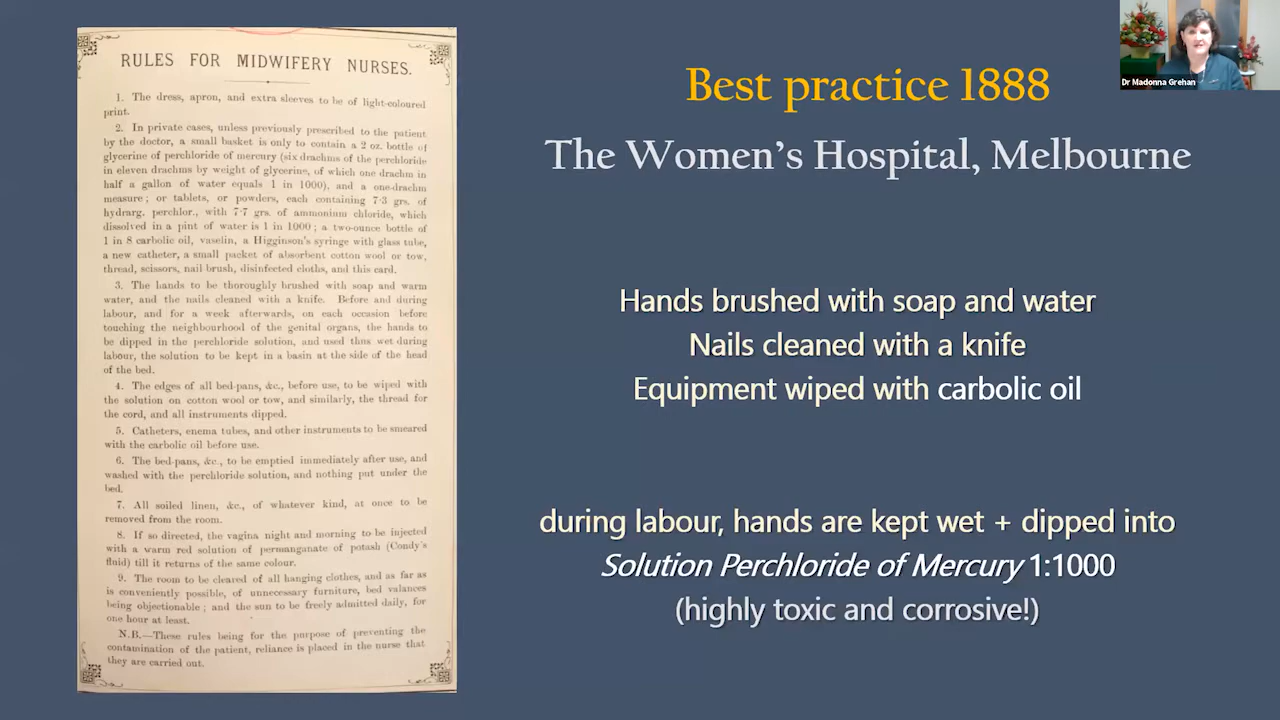 RULES FOR MIDWIFERY NURSES.
1. The dress, apron, and extra sleeves to be of light-coloured
print.
2. In private cases, unless previously prescribed to the patient
by the doctor, a small basket is only to contain a 2 oz. bottle of
glycerine of perchloride of mercury (six drachms of the perchloride
in eleven drachms by weight of glycerine, of which one drachm in
half a gallon of water equals 1 in 1000), and a one-drachm
measure; or tablets, or powders, each containing 7·3 grs. of
hydrarg. perchlor., with 7·7 grs. of ammonium chloride, which
dissolved in a pint of water is 1 in 1000; a two-ounce bottle of
1 in 8 carbolic oil, vaselin, a Higginson's syringe with glass tube,
a new catheter, a small packet of absorbent cotton wool or tow,
thread, scissors, nail brush, disinfected cloths, and this card.
3. The hands to be thoroughly brushed with soap and warm
water, and the nails cleaned with a knife. Before and during
labour, and for a week afterwards, on each occasion before
touching the neighbourhood of the genital organs, the hands to
be dipped in the perchloride solution, and used thus wet during
labour, the solution to be kept in a basin at the side of the head
of the bed.
4. The edges of all bed-pans, &c., before use, to be wiped with
the solution on cotton wool or tow, and similarly, the thread for
the cord, and all instruments dipped.
5. Catheters, enema tubes, and other instruments to be smeared
with the carbolic oil before use.
6. The bed-pans, &c., to be emptied immediately after use, and
washed with the perchloride solution, and nothing put under the
bed.
7. All soiled linen, &c., of whatever kind, at once to be
removed from the room.
8. If so directed, the vagina night and morning to be injected
with a warm red solution of permanganate of potash (Condy's
fluid) till it returns of the same colour.
9. The room to be cleared of all hanging clothes, and as far as
is conveniently possible, of unnecessary furniture, bed valances
being objectionable; and the sun to be freely admitted daily, for
one hour at least.
N.B.—These rules being for the purpose of preventing the
contamination of the patient, reliance is placed in the nurse that
they are carried out.
Best practice 1888
The Women's Hospital, Melbourne
Hands brushed with soap and water
Nails cleaned with a knife
Equipment wiped with carbolic oil
during labour, hands are kept wet + dipped into
Solution Perchloride of Mercury 1:1000
(highly toxic and corrosive!)
Dr Madonna Grehan